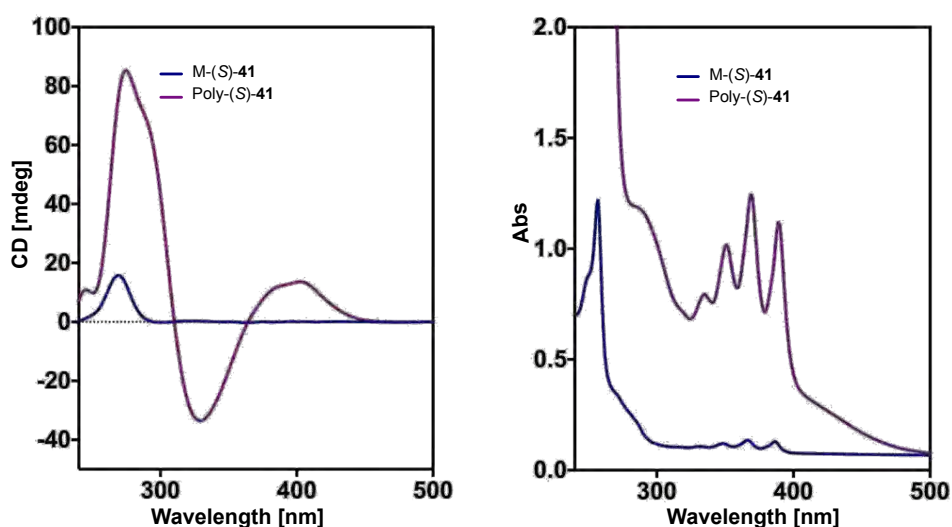 100
80
60
40
20
0
-20
-40
300
400
500
CD [mdeg]
Wavelength [nm]
M-(S)-41
Poly-(S)-41
2.0
1.5
1.0
0.5
0.0
300
400
500
Abs
Wavelength [nm]
M-(S)-41
Poly-(S)-41